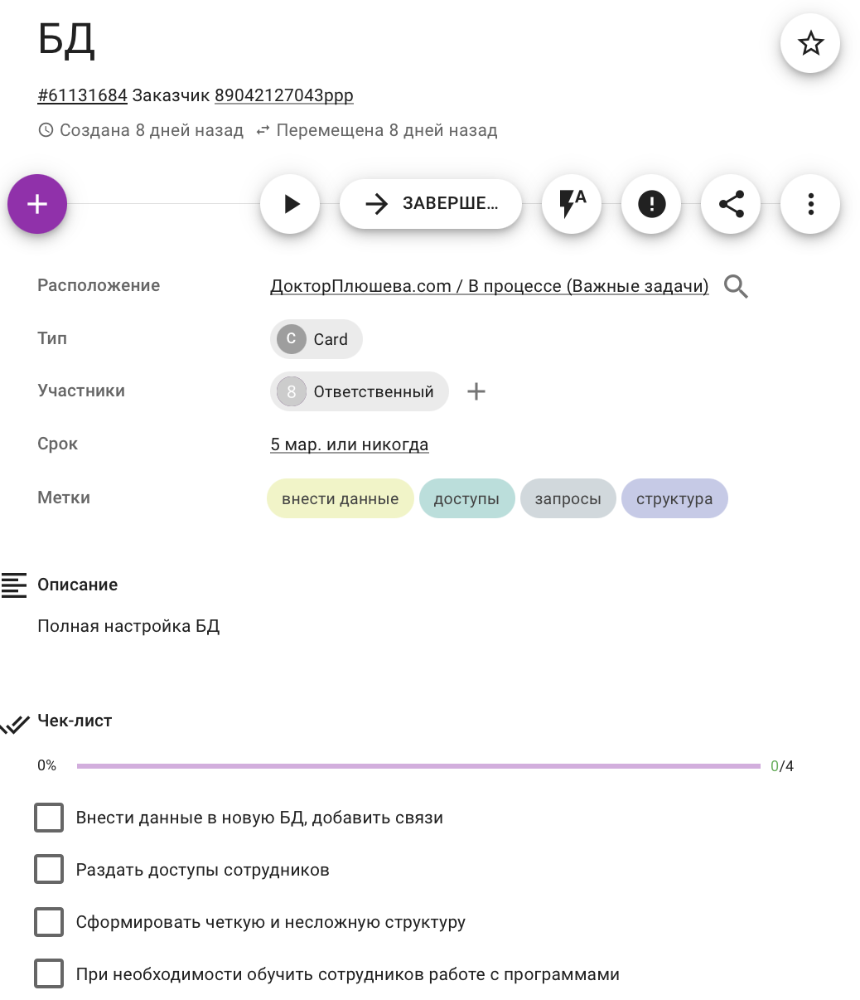 БД
#61131684 Заказчик 89042127043ppp
Создана 8 дней назад Перемещена 8 дней назад
ЗАВЕРШЕ...
A
Расположение
ДокторПлюшева.com / В процессе (Важные задачи)
Тип
C Card
Участники
8 Ответственный
Срок
5 мар. или никогда
Метки
внести данные доступы запросы структура
Описание
Полная настройка БД
Чек-лист
0% 0/4
Внести данные в новую БД, добавить связи
Раздать доступы сотрудников
Сформировать четкую и несложную структуру
При необходимости обучить сотрудников работе с программами